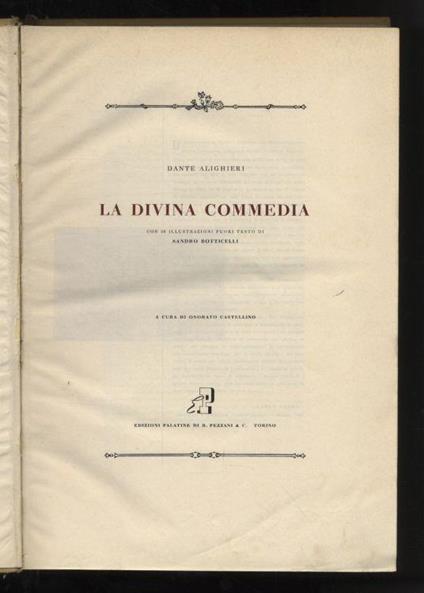 DANTE ALIGHIERI
LA DIVINA COMMEDIA
CON 16 ILLUSTRAZIONI FUORI TESTO DI
SANDRO BOTTICELLI
A CURA DI ONORATO CASTELLINO
EDIZIONI PALATINE DI R. PEZZANI & C. TORINO